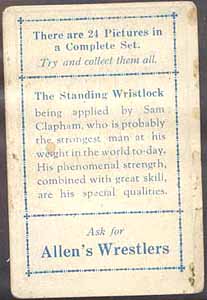 There are 24 Pictures in
a Complete Set.
Try and collect them all.
The Standing Wristlock
being applied by Sam
Clapham, who is probably
the strongest man at his
weight in the world to-day.
His phenomenal strength,
combined with great skill,
are his special qualities.
Ask for
Allen's Wrestlers